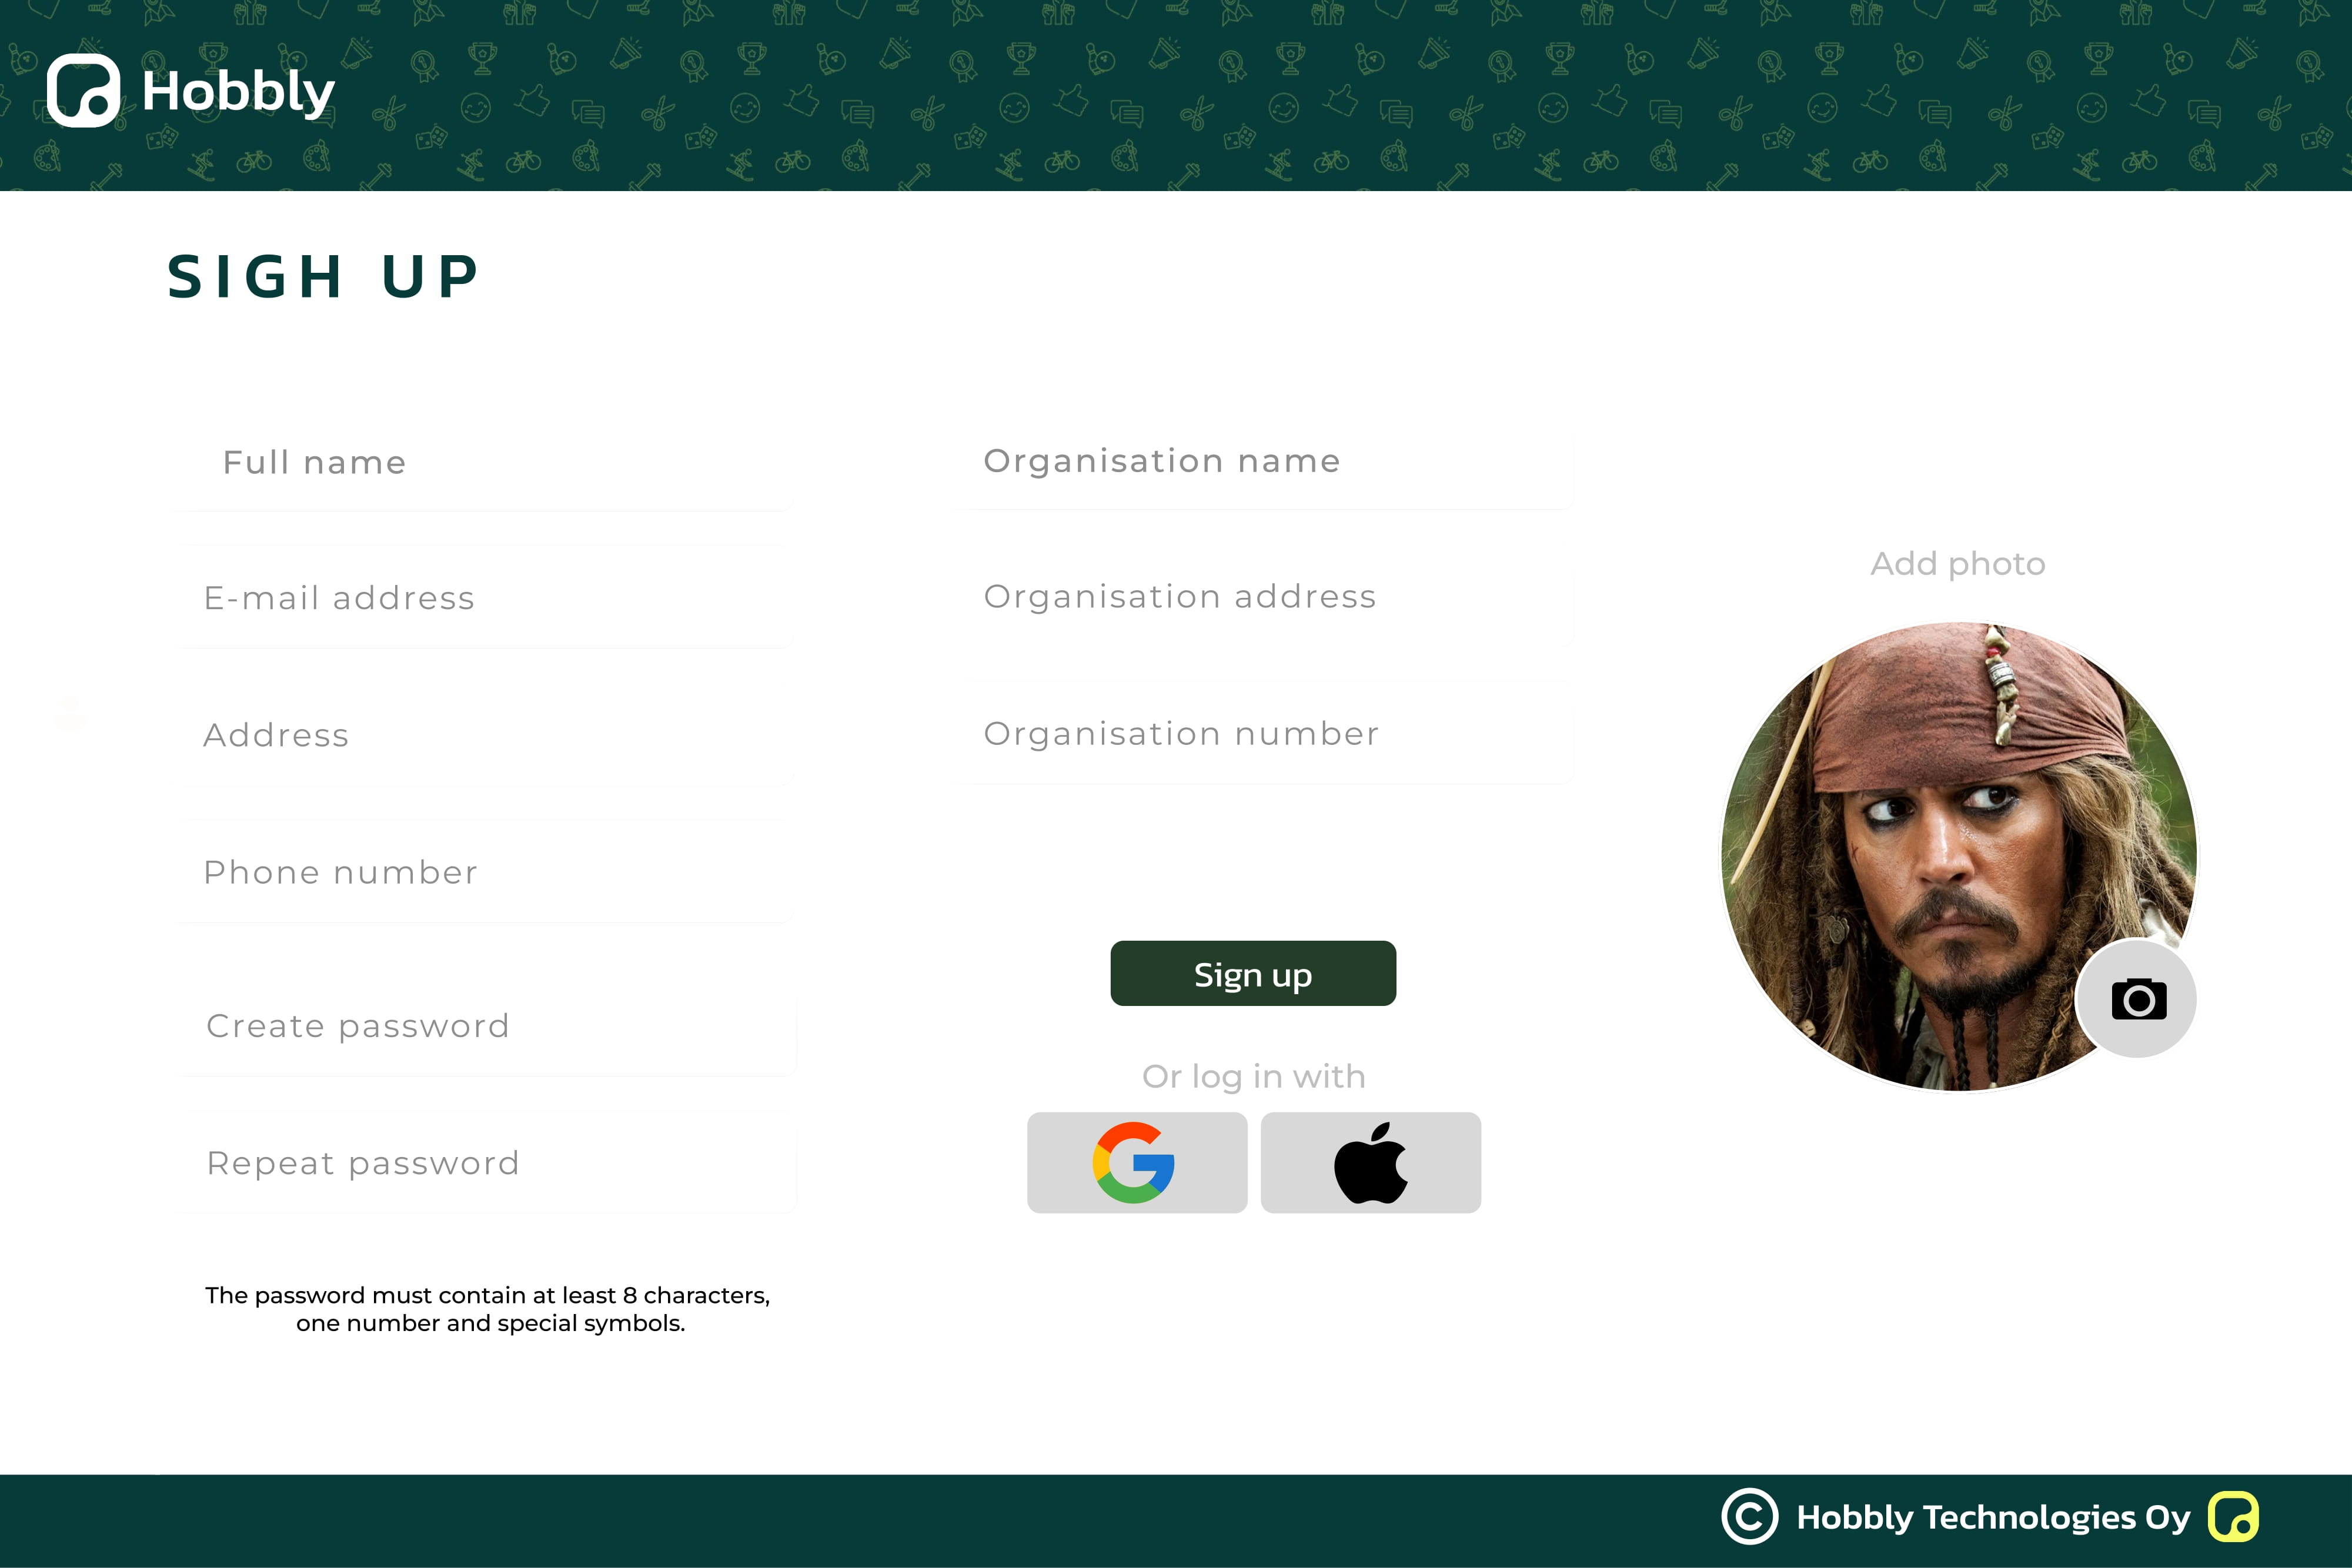 Hobbly
SIGH UP
Full name
E-mail address
Address
Phone number
Create password
Repeat password
The password must contain at least 8 characters,
one number and special symbols.
Organisation name
Organisation address
Organisation number
Sign up
Or log in with
Add photo
© Hobbly Technologies Oy